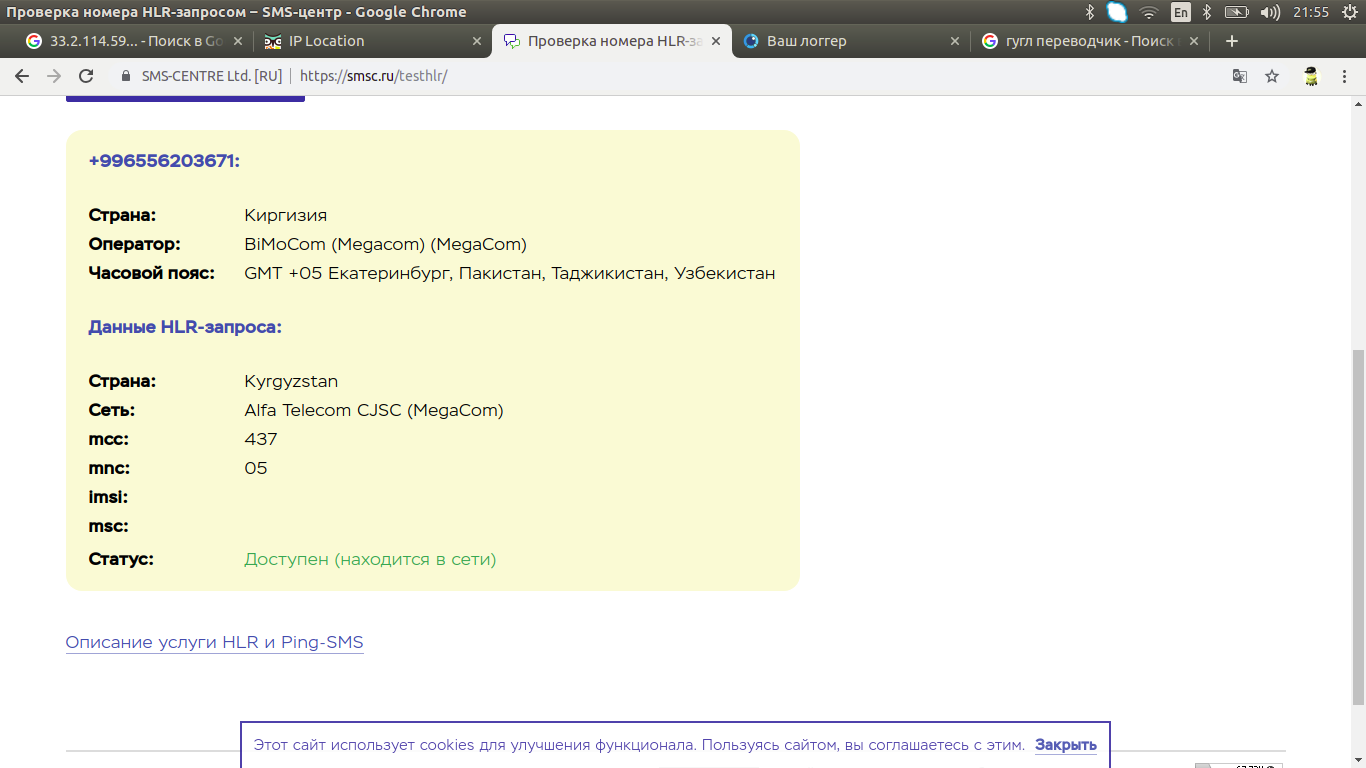 Проверка номера HLR-запросом – SMS-центр - Google Chrome
En 21:55
33.2.114.59... - Поиск в Go
IP Location
Проверка номера HLR-за
Ваш логгер
гугл переводчик - Поиск
SMS-CENTRE Ltd. [RU] https://smsc.ru/testhlr/
+996556203671:
Страна: Киргизия
Оператор: BiMoCom (Megacom) (MegaCom)
Часовой пояс: GMT +05 Екатеринбург, Пакистан, Таджикистан, Узбекистан
Данные HLR-запроса:
Страна: Kyrgyzstan
Сеть: Alfa Telecom CJSC (MegaCom)
mcc: 437
mnc: 05
imsi:
msc:
Статус: Доступен (находится в сети)
Описание услуги HLR и Ping-SMS
Этот сайт использует cookies для улучшения функционала. Пользуясь сайтом, вы соглашаетесь с этим. Закрыть